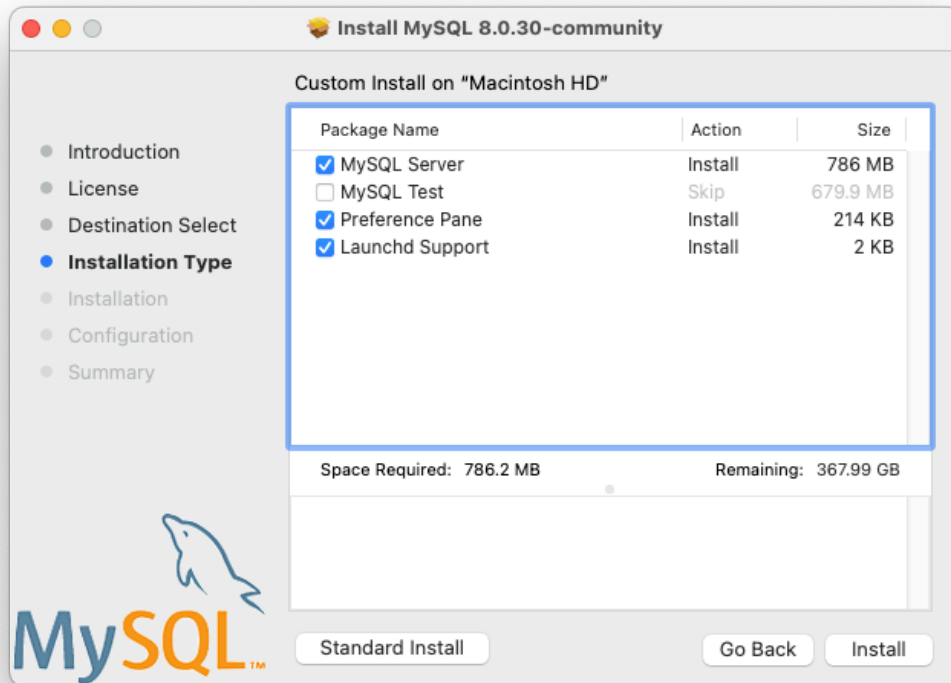 Install MySQL 8.0.30-community
Custom Install on "Macintosh HD"
Introduction
License
Destination Select
Installation Type
Installation
Configuration
Summary
Package Name Action Size
MySQL Server Install 786 MB
MySQL Test Skip 679.9 MB
Preference Pane Install 214 KB
Launchd Support Install 2 KB
Space Required: 786.2 MB Remaining: 367.99 GB
MySQL™
Standard Install Go Back Install